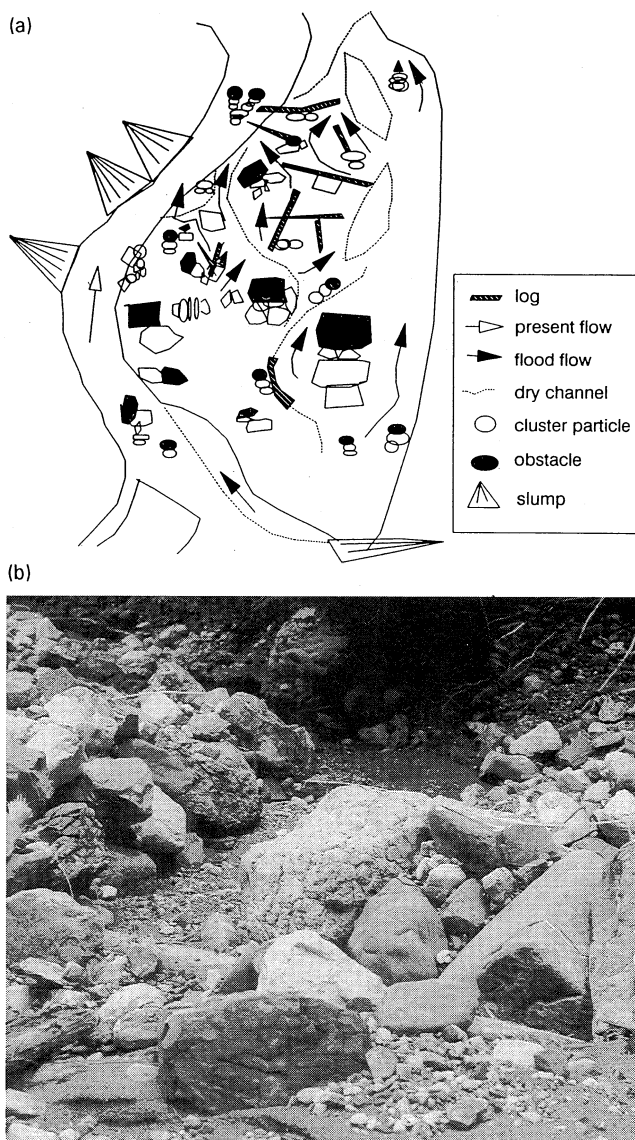 (a)
log
present flow
flood flow
dry channel
cluster particle
obstacle
slump
(b)